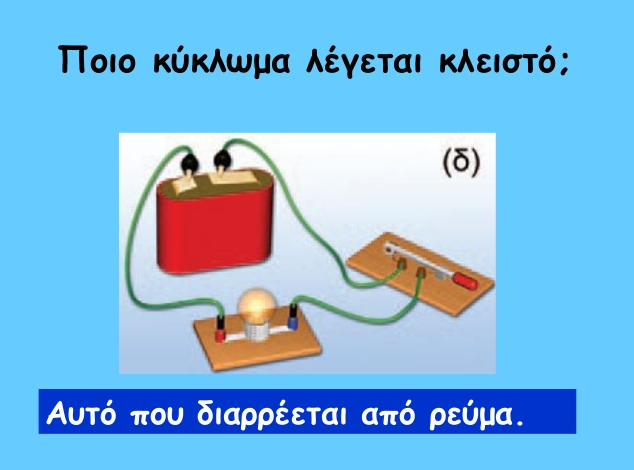 Ποιο κύκλωμα λέγεται κλειστό;
(δ)
Αυτό που διαρρέεται από ρεύμα.